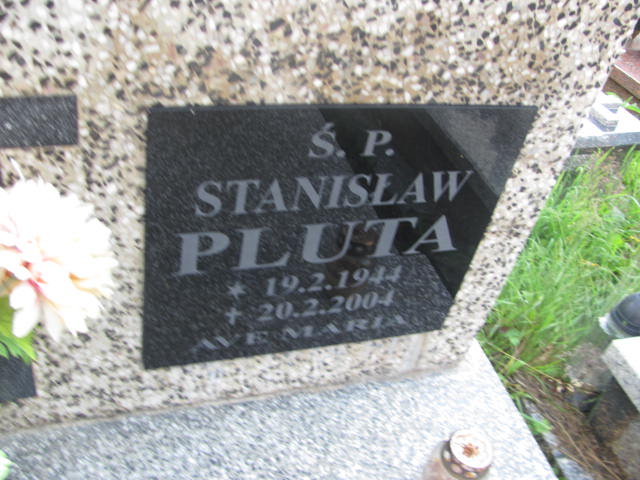 Ś. P.
STANISŁAW
PLUTA
* 19.2.1944
✝ 20.2.2004
AVE MARIA